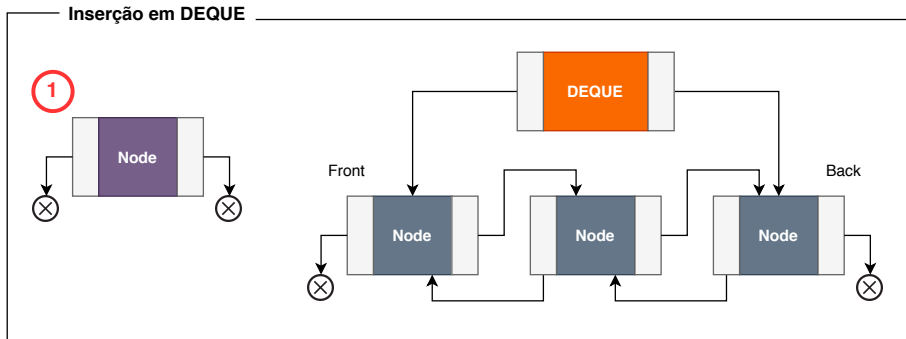 Inserção em DEQUE
1
DEQUE
Node
Front
Back
Node
Node
Node